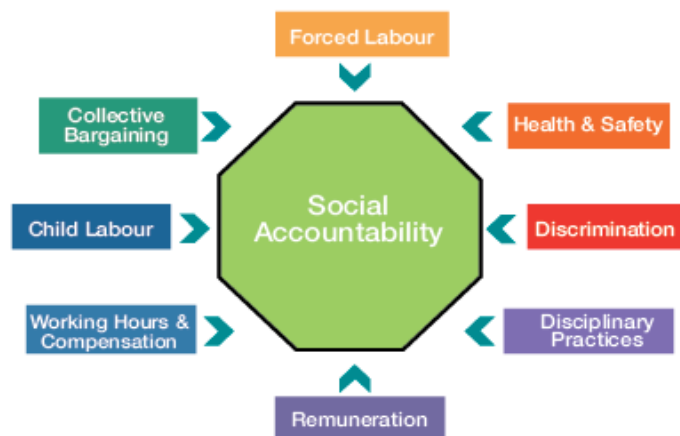 Forced Labour
Collective
Bargaining
Health & Safety
Social
Accountability
Child Labour
Discrimination
Working Hours &
Compensation
Disciplinary
Practices
Remuneration